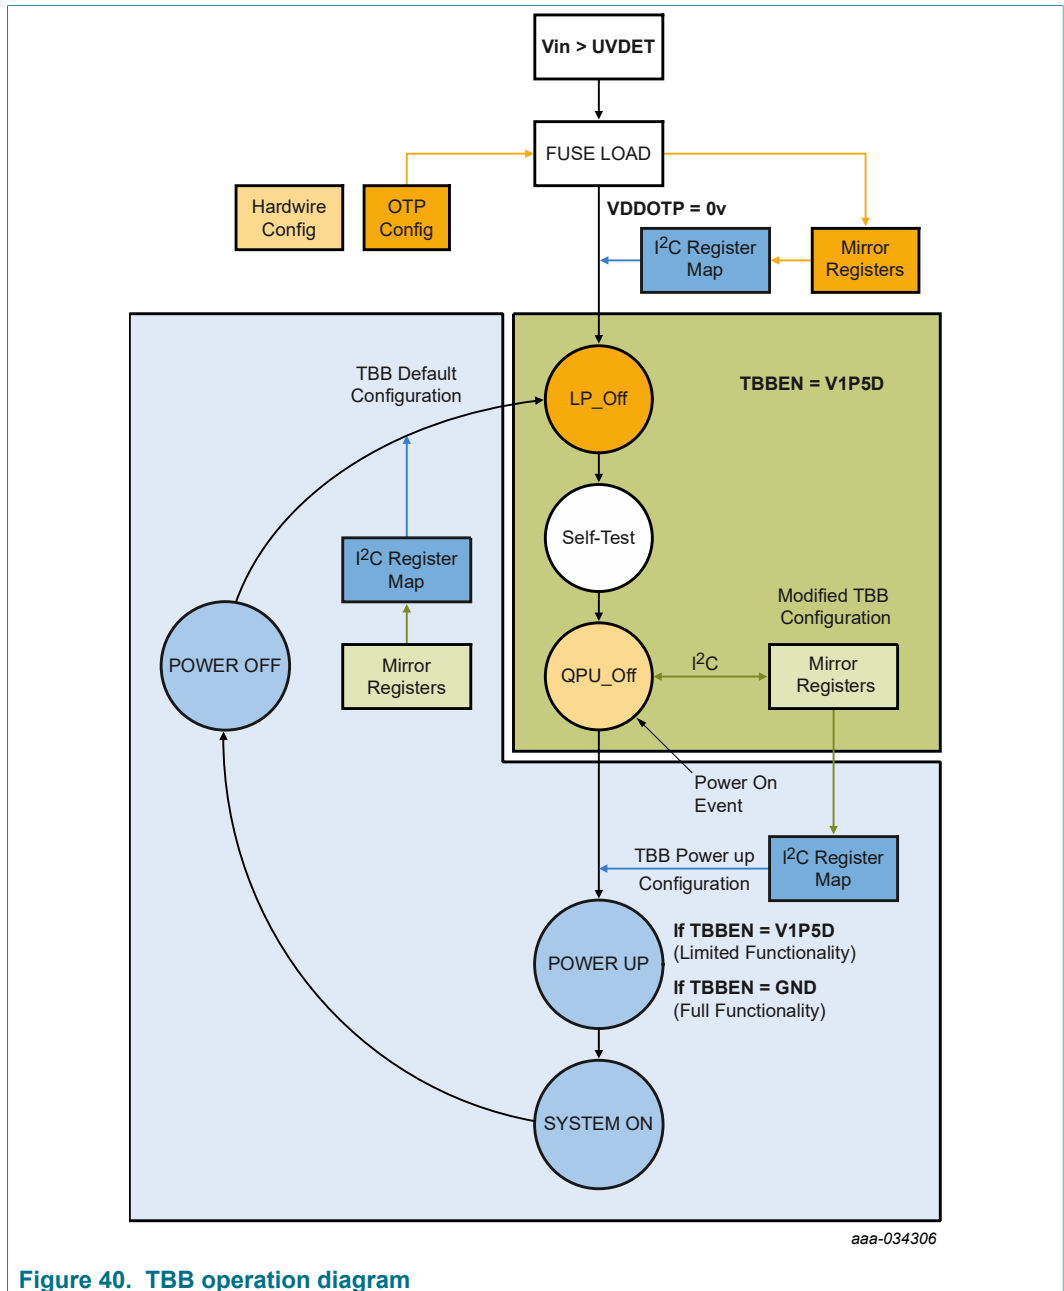 Vin > UVDET
FUSE LOAD
Hardwire
Config
OTP
Config
VDDOTP = 0v
I²C Register
Map
Mirror
Registers
TBB Default
Configuration
LP_Off
TBBEN = V1P5D
Self-Test
I²C Register
Map
Modified TBB
Configuration
POWER OFF
Mirror
Registers
QPU_Off
I²C
Mirror
Registers
Power On
Event
TBB Power up
Configuration
I²C Register
Map
POWER UP
If TBBEN = V1P5D
(Limited Functionality)
If TBBEN = GND
(Full Functionality)
SYSTEM ON
aaa-034306
Figure 40. TBB operation diagram